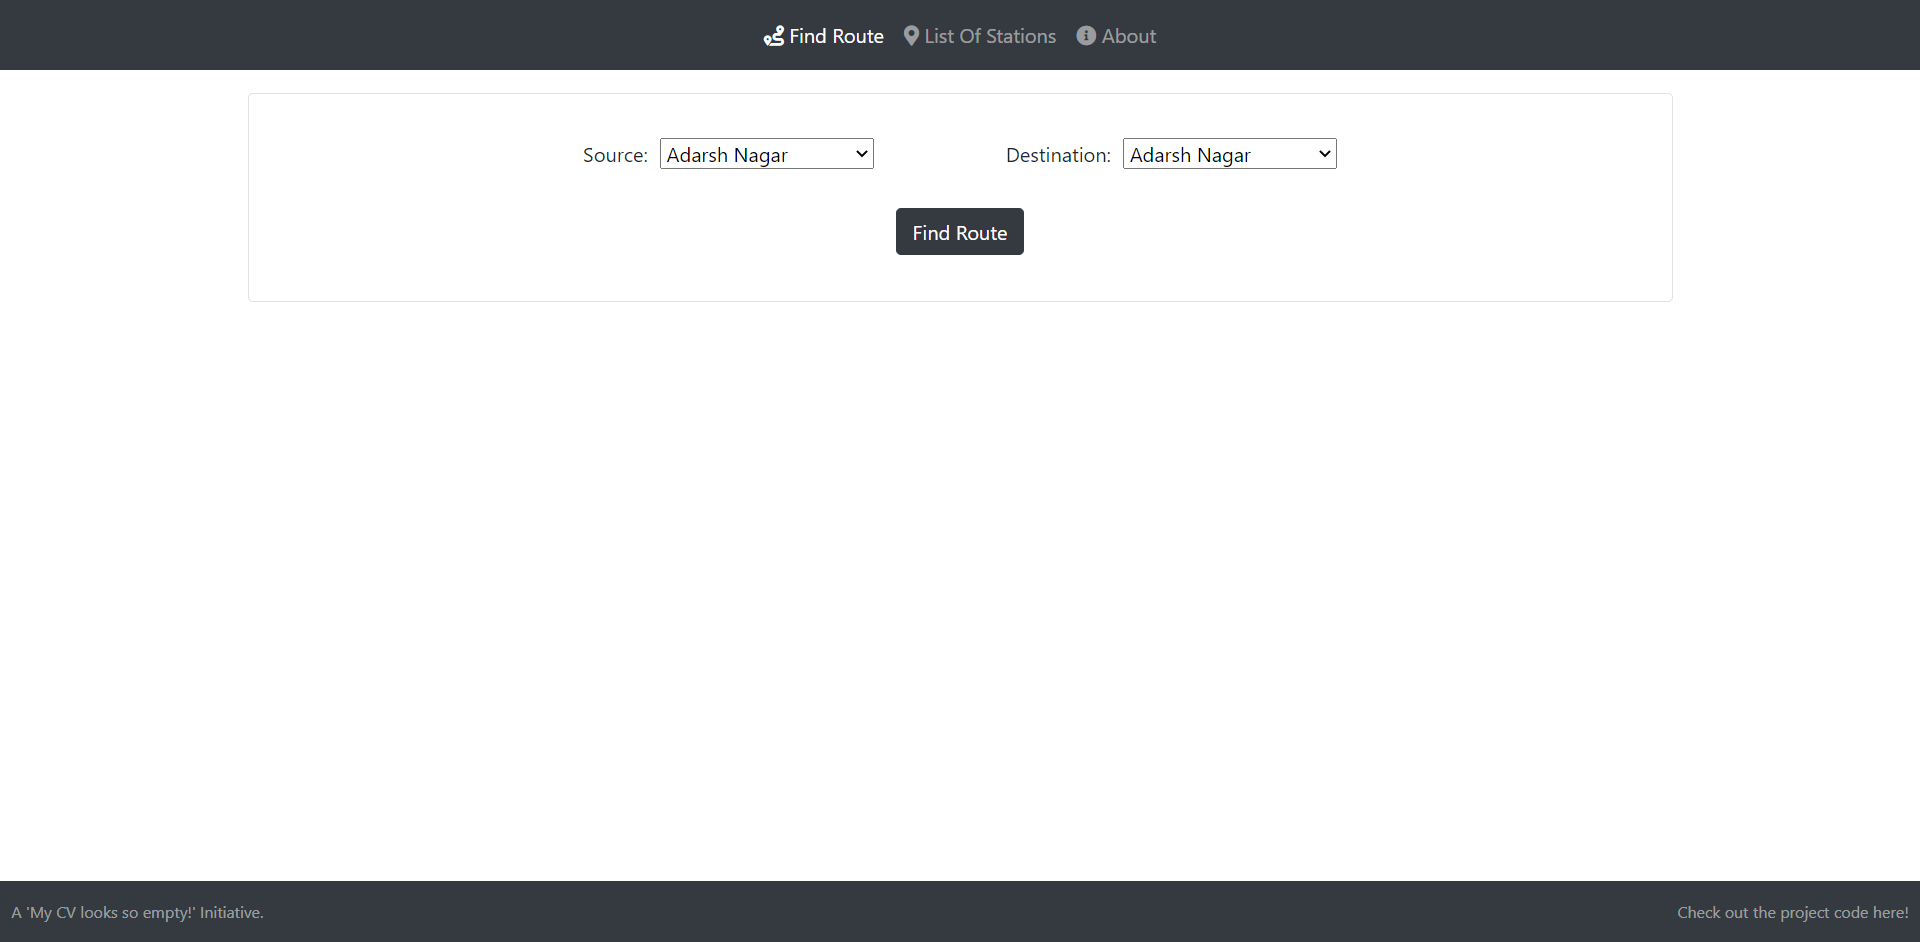 Find Route List Of Stations About
Source: Adarsh Nagar Destination: Adarsh Nagar
Find Route
A 'My CV looks so empty!' Initiative. Check out the project code here!